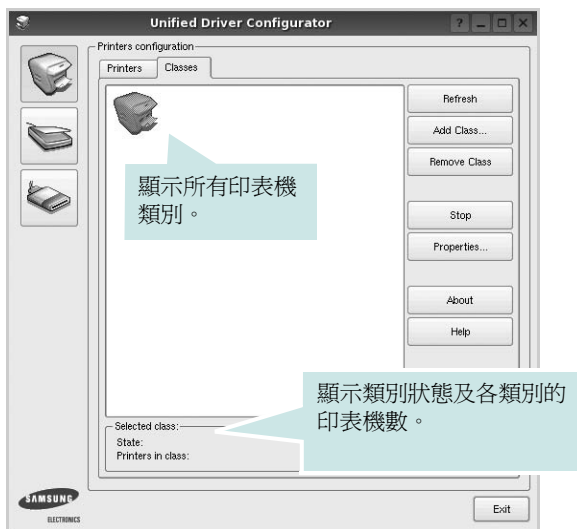 Unified Driver Configurator
Printers configuration
Printers
Classes
Refresh
Add Class...
Remove Class
顯示所有印表機
類別。
Stop
Properties...
About
Help
顯示類別狀態及各類別的
印表機數。
Selected class:
State:
Printers in class:
SAMSUNG
ELECTRONICS
Exit